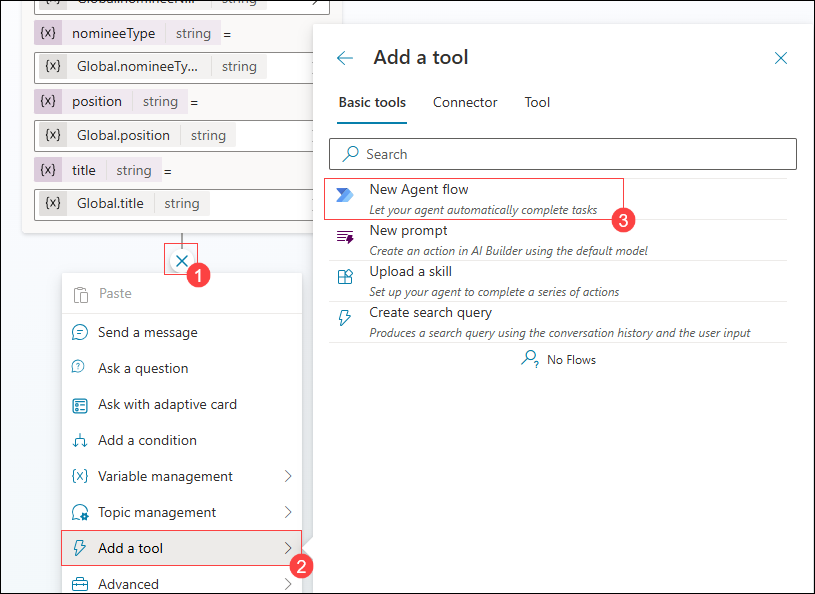 {x} Global.nomineeN... string
{x} nomineeType string =
{x} Global.nomineeTy... string
{x} position string =
{x} Global.position string
{x} title string =
{x} Global.title string
1
Paste
Send a message
Ask a question
Ask with adaptive card
Add a condition
{x} Variable management
Topic management
Add a tool
2
Advanced
Add a tool
Basic tools Connector Tool
Search
New Agent flow
Let your agent automatically complete tasks
3
New prompt
Create an action in AI Builder using the default model
Upload a skill
Set up your agent to complete a series of actions
Create search query
Produces a search query using the conversation history and the user input
No Flows